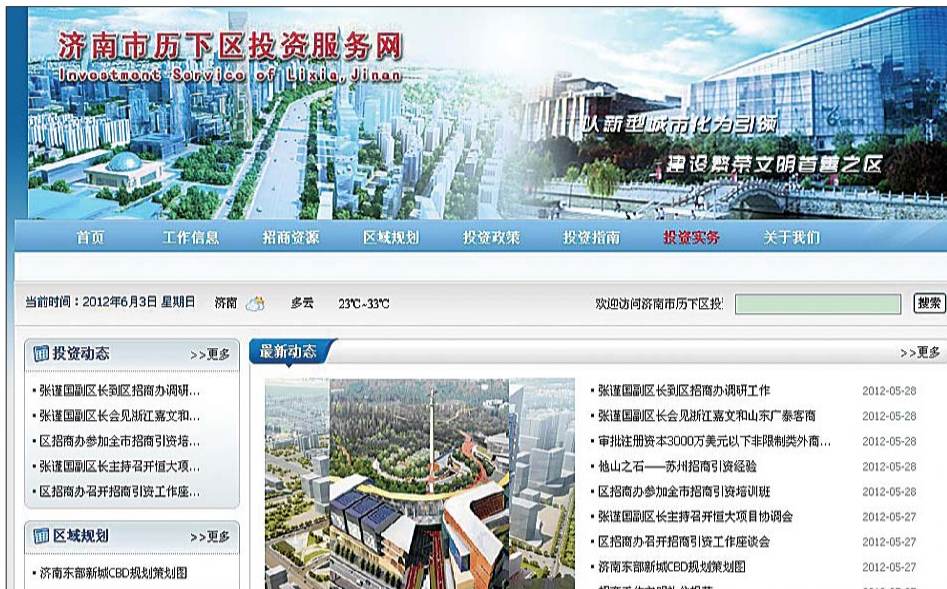 济南市历下区投资服务网
Investment Service of Lixia,Jinan
以新型城市化为引领
建设繁荣文明首善之区
首页 工作信息 招商资源 区域规划 投资政策 投资指南 投资实务 关于我们
当前时间：2012年6月3日 星期日 济南 多云 23℃~33℃ 欢迎访问济南市历下区投 搜索
投资动态 >>更多
张谨国副区长到区招商办调研...
张谨国副区长会见浙江嘉文和...
区招商办参加全市招商引资培...
张谨国副区长主持召开恒大项...
区招商办召开招商引资工作座...
区域规划 >>更多
济南东部新城CBD规划策划图
最新动态 >>更多
张谨国副区长到区招商办调研工作 2012-05-28
张谨国副区长会见浙江嘉文和山东广泰客商 2012-05-28
审批注册资本3000万美元以下非限制类外商... 2012-05-28
他山之石——苏州招商引资经验 2012-05-28
区招商办参加全市招商引资培训班 2012-05-28
张谨国副区长主持召开恒大项目协调会 2012-05-27
区招商办召开招商引资工作座谈会 2012-05-27
济南东部新城CBD规划策划图 2012-05-27